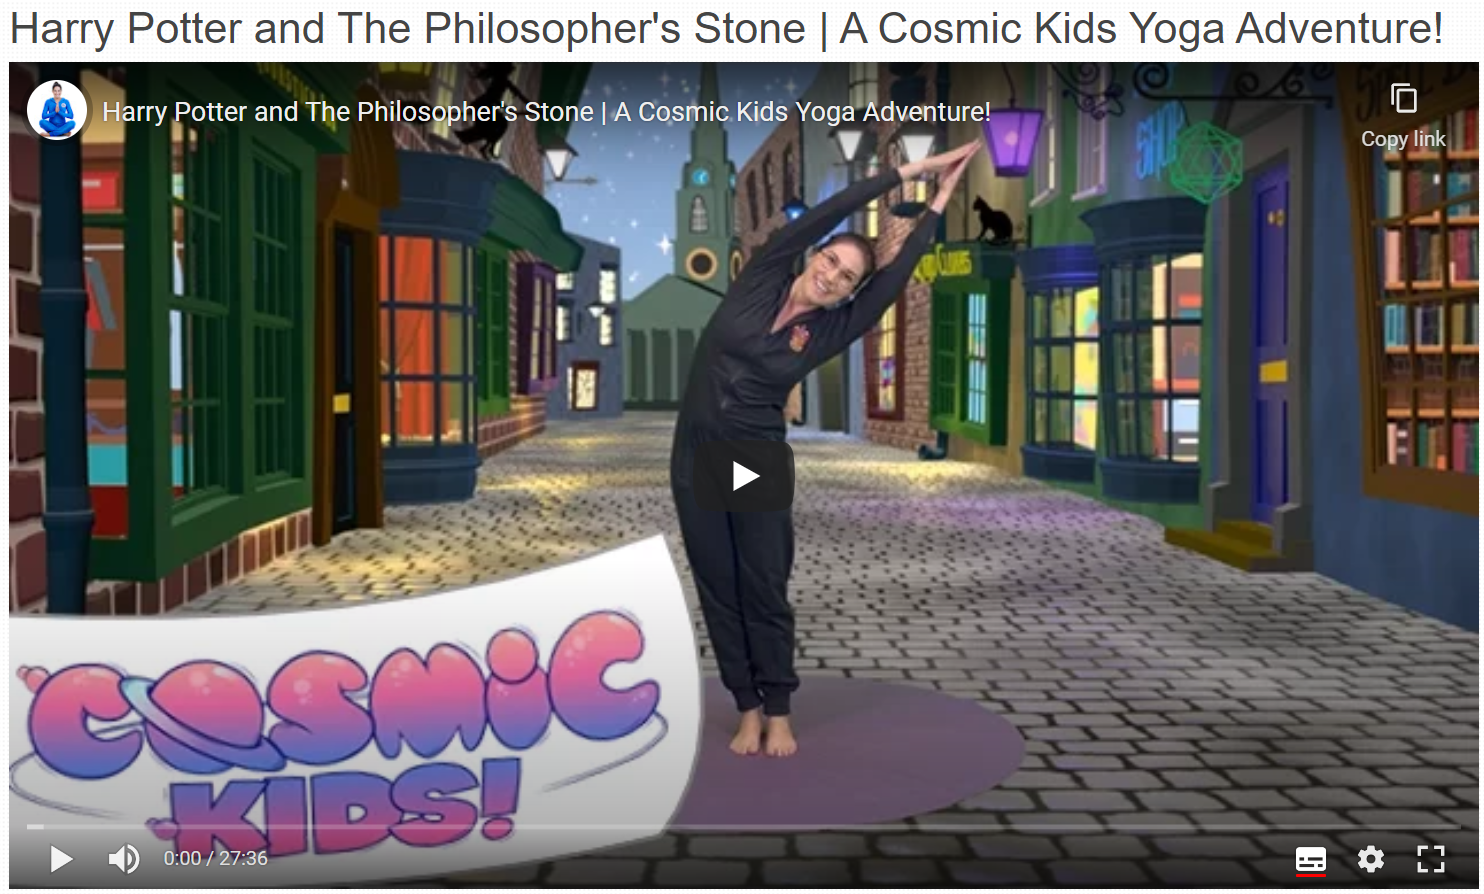 Harry Potter and The Philosopher's Stone | A Cosmic Kids Yoga Adventure!
Harry Potter and The Philosopher's Stone | A Cosmic Kids Yoga Adventure!
Copy link
SHOP
COSMIC
KIDS!
0:00 / 27:36